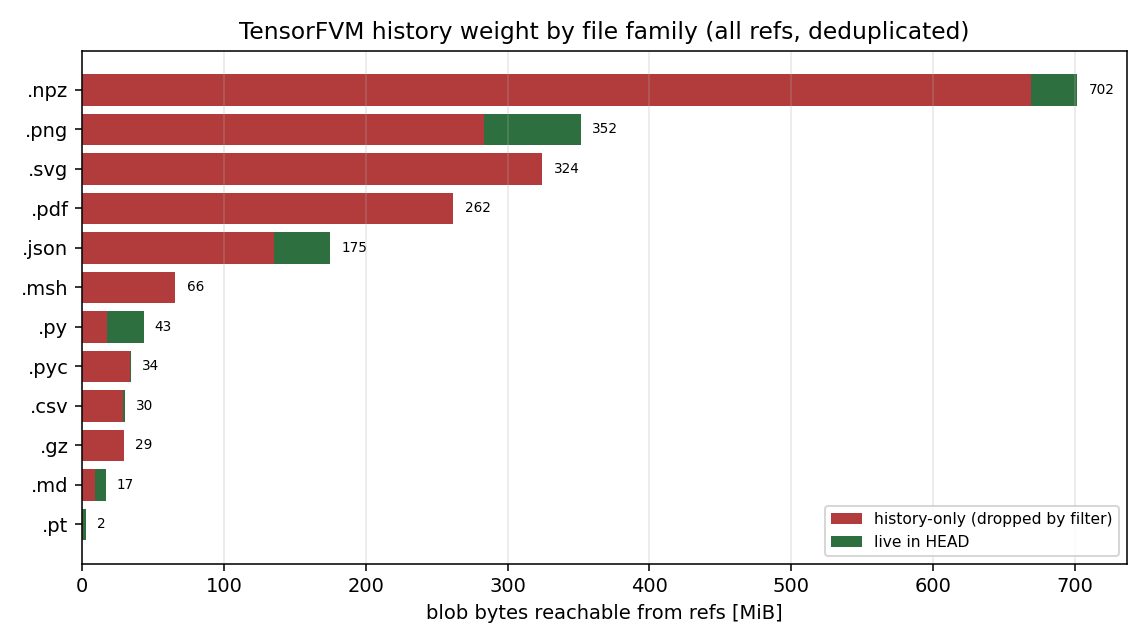 TensorFVM history weight by file family (all refs, deduplicated)
.npz 702
.png 352
.svg 324
.pdf 262
.json 175
.msh 66
.py 43
.pyc 34
.csv 30
.gz 29
.md 17
.pt 2
history-only (dropped by filter)
live in HEAD
0 100 200 300 400 500 600 700
blob bytes reachable from refs [MiB]